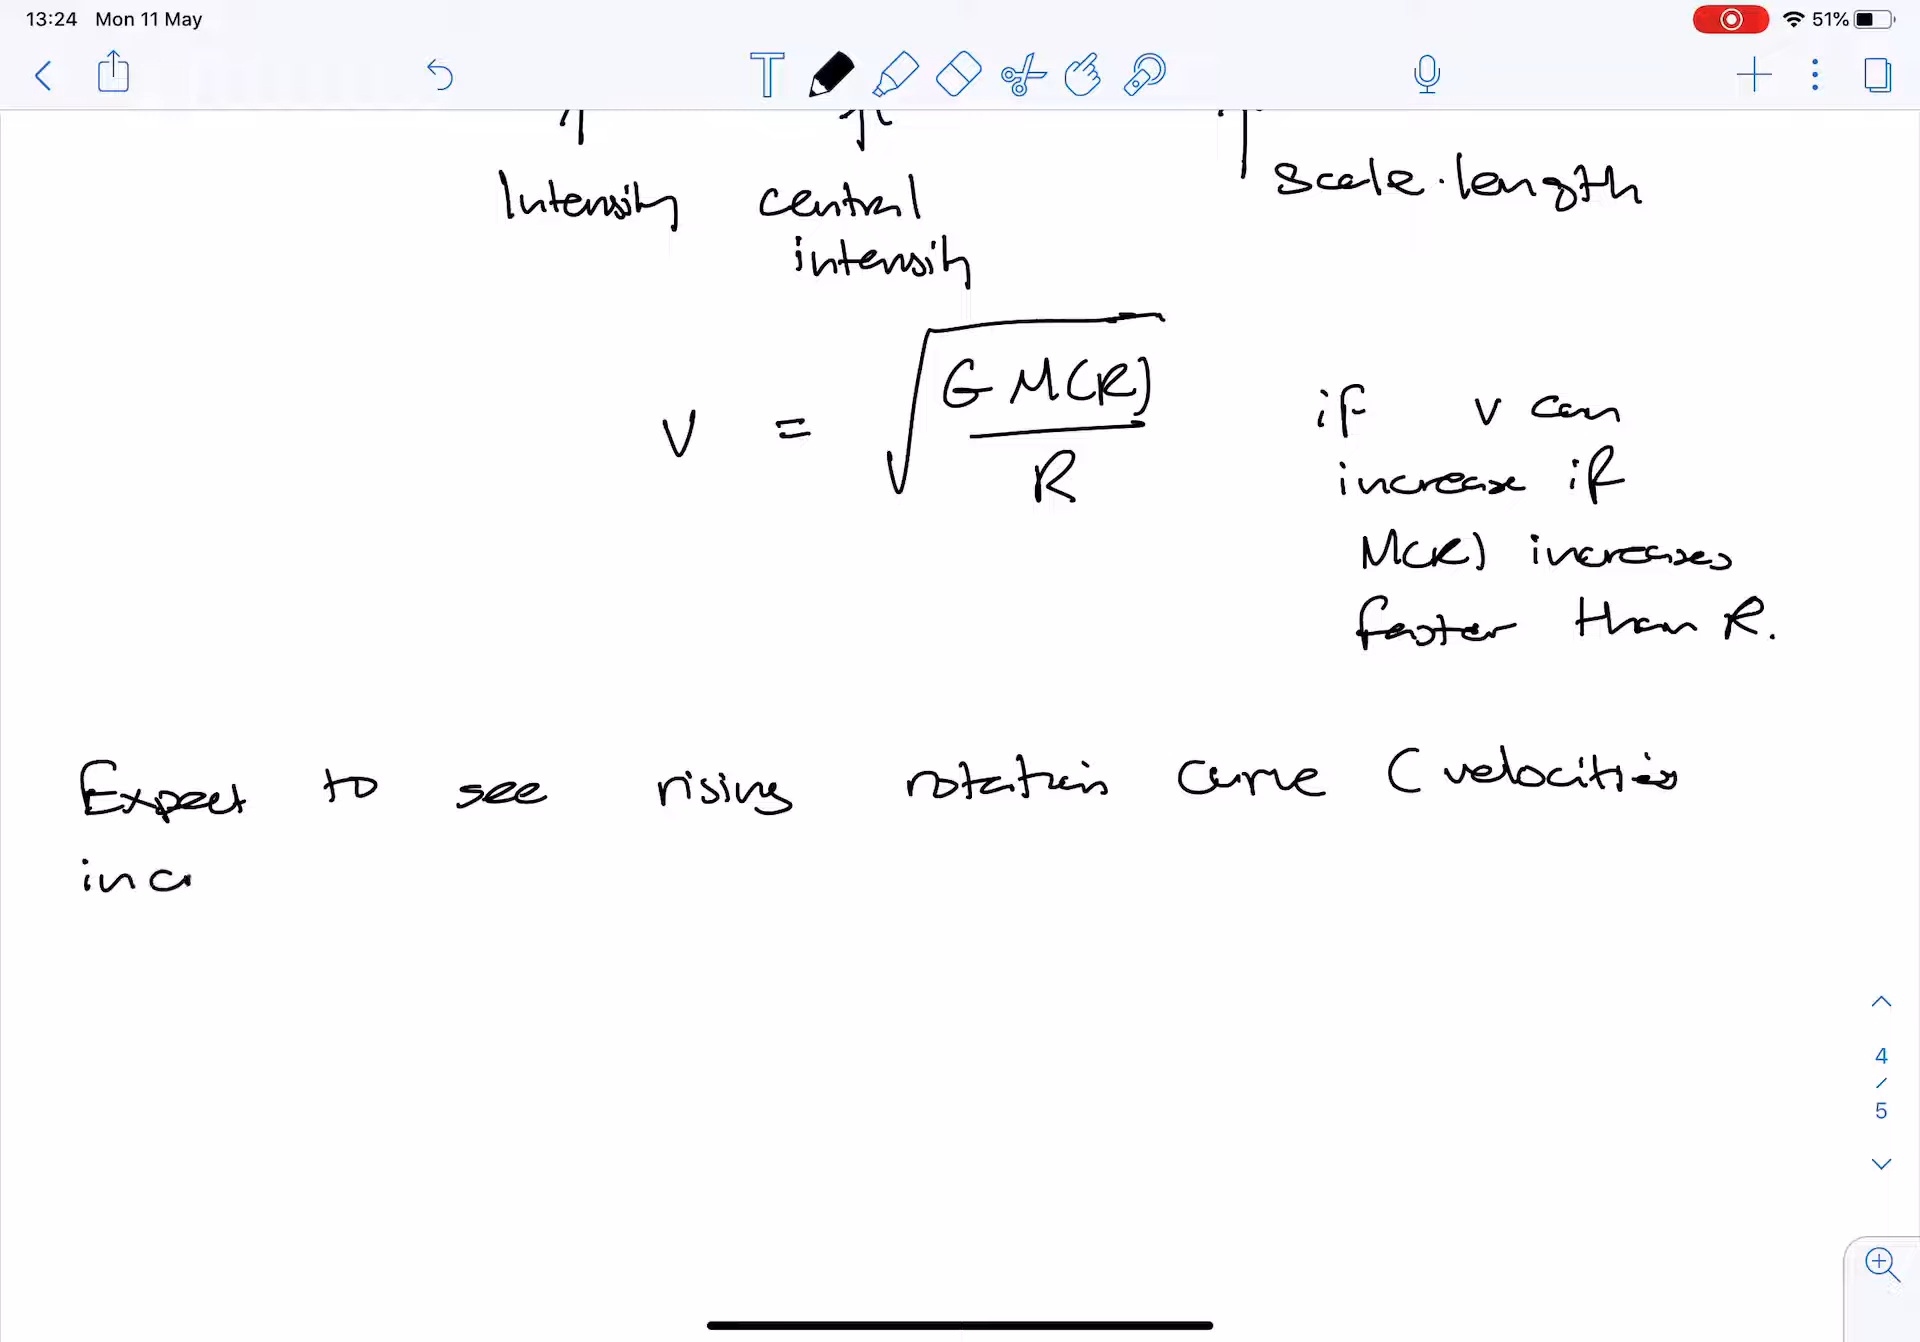 13:24 Mon 11 May 51%
scale.length
Intensity central
intensity
V = √(G M(R) / R)
if v can
increase if
M(R) increases
faster than R.
Expect to see rising rotation curve (velocities
incr
4
/
5